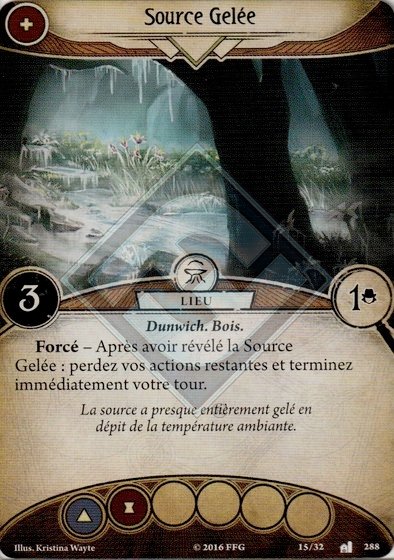 Source Gelée
3
LIEU
1
Dunwich. Bois.
Forcé – Après avoir révélé la Source
Gelée : perdez vos actions restantes et terminez
immédiatement votre tour.
La source a presque entièrement gelé en
dépit de la température ambiante.
Illus. Kristina Wayte © 2016 FFG 15/32 288